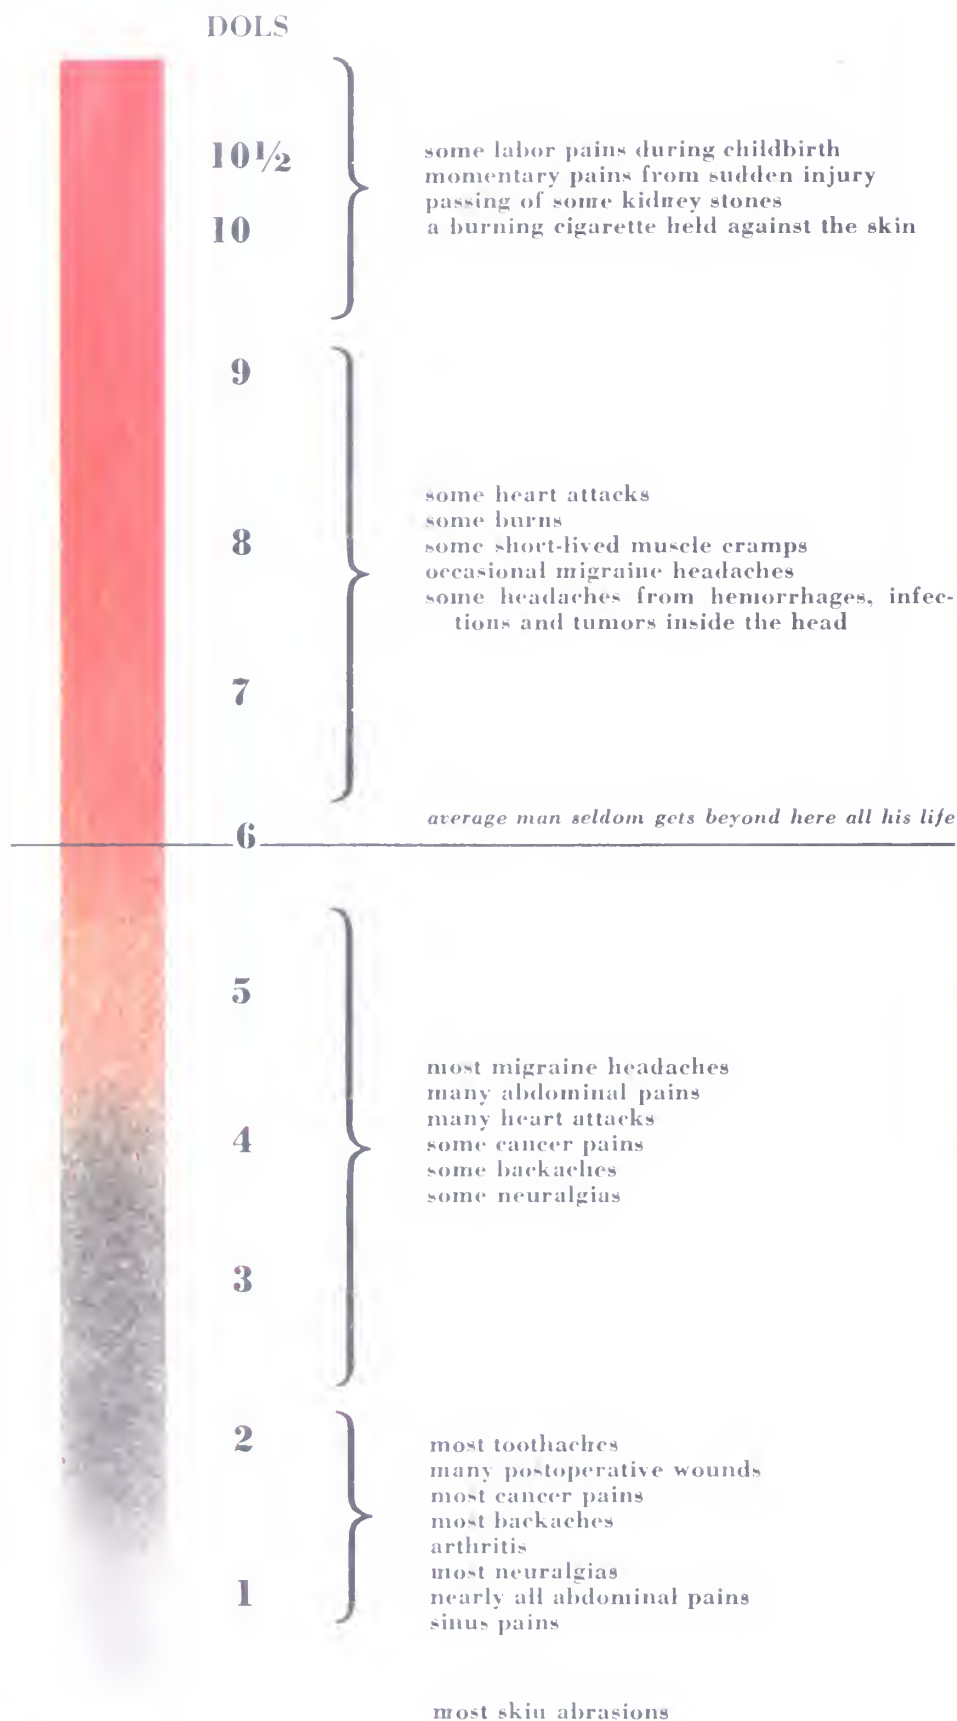 DOLS
10½
10
some labor pains during childbirth
momentary pains from sudden injury
passing of some kidney stones
a burning cigarette held against the skin
9
8
7
some heart attacks
some burns
some short-lived muscle cramps
occasional migraine headaches
some headaches from hemorrhages, infec-
tions and tumors inside the head
average man seldom gets beyond here all his life
6
5
4
3
most migraine headaches
many abdominal pains
many heart attacks
some cancer pains
some backaches
some neuralgias
2
1
most toothaches
many postoperative wounds
most cancer pains
most backaches
arthritis
most neuralgias
nearly all abdominal pains
sinus pains
most skin abrasions